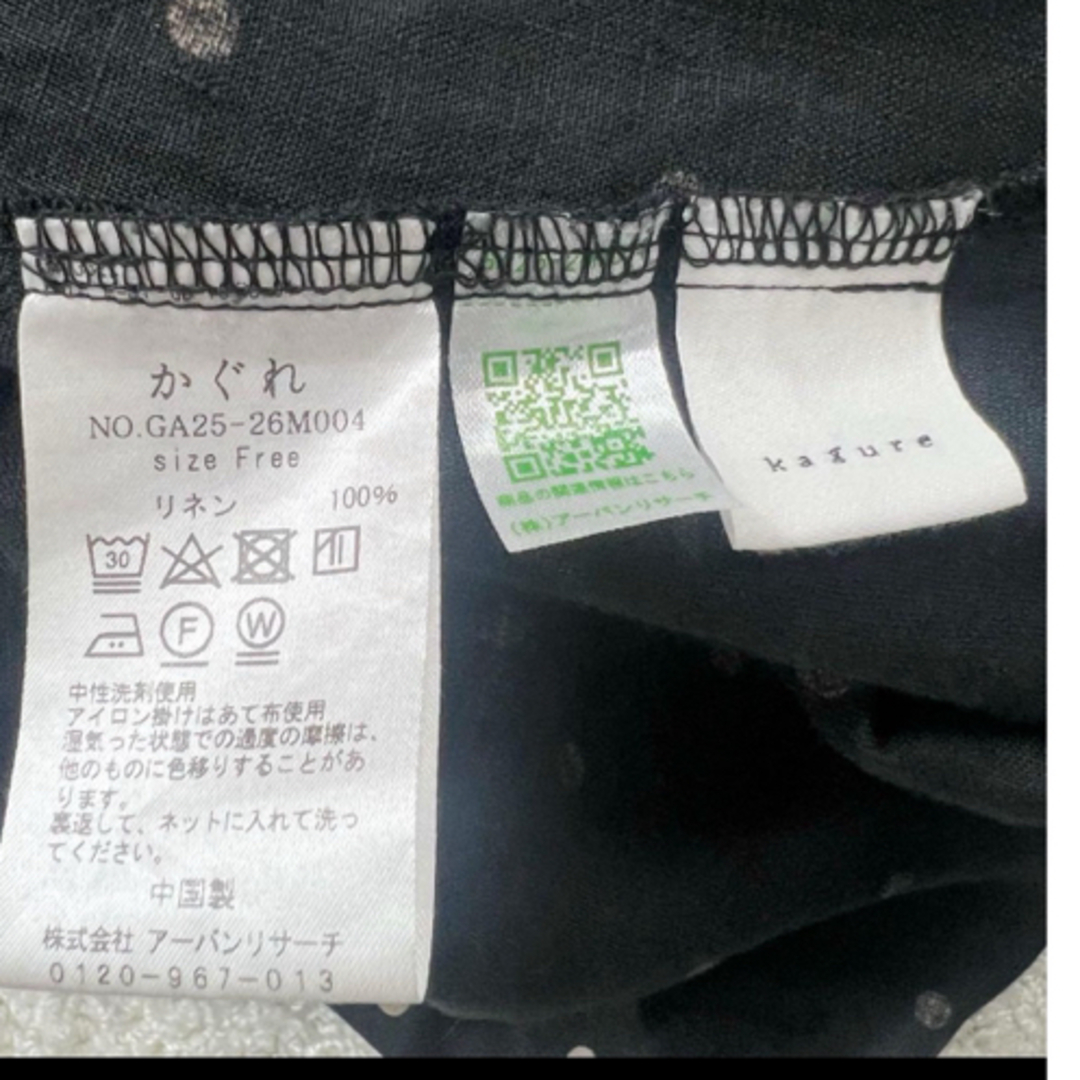 かぐれ
NO.GA25-26M004
size Free
リネン 100%
30
F
W
中性洗剤使用
アイロン掛けはあて布使用
湿気った状態での過度の摩擦は、
他のものに色移りすることがあ
ります。
裏返して、ネットに入れて洗っ
てください。
中国製
株式会社 アーバンリサーチ
0120-967-013
商品の関連情報はこちら
(株)アーバンリサーチ
kagure